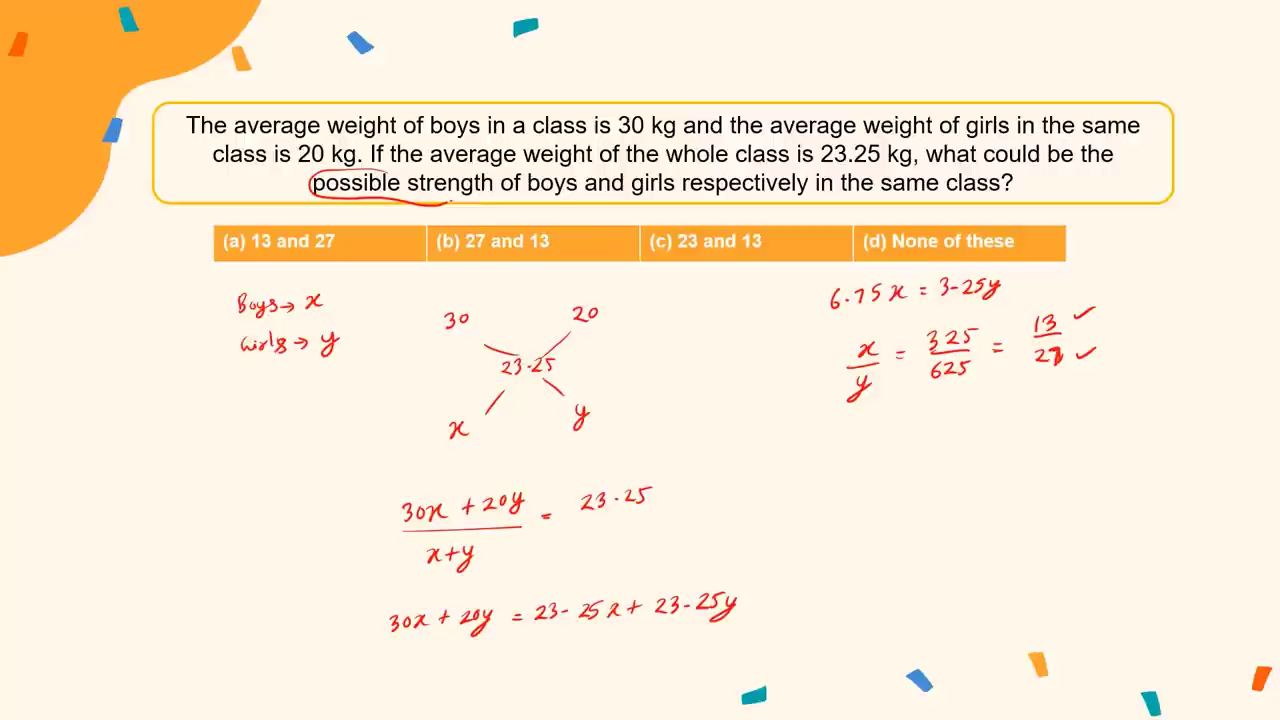 The average weight of boys in a class is 30 kg and the average weight of girls in the same
class is 20 kg. If the average weight of the whole class is 23.25 kg, what could be the
possible strength of boys and girls respectively in the same class?
(a) 13 and 27
(b) 27 and 13
(c) 23 and 13
(d) None of these
Boys → x
Girls → y
30 20
23.25
x y
30x + 20y / x+y = 23.25
30x + 20y = 23.25x + 23.25y
6.75x = 3.25y
x/y = 325/625 = 13/27